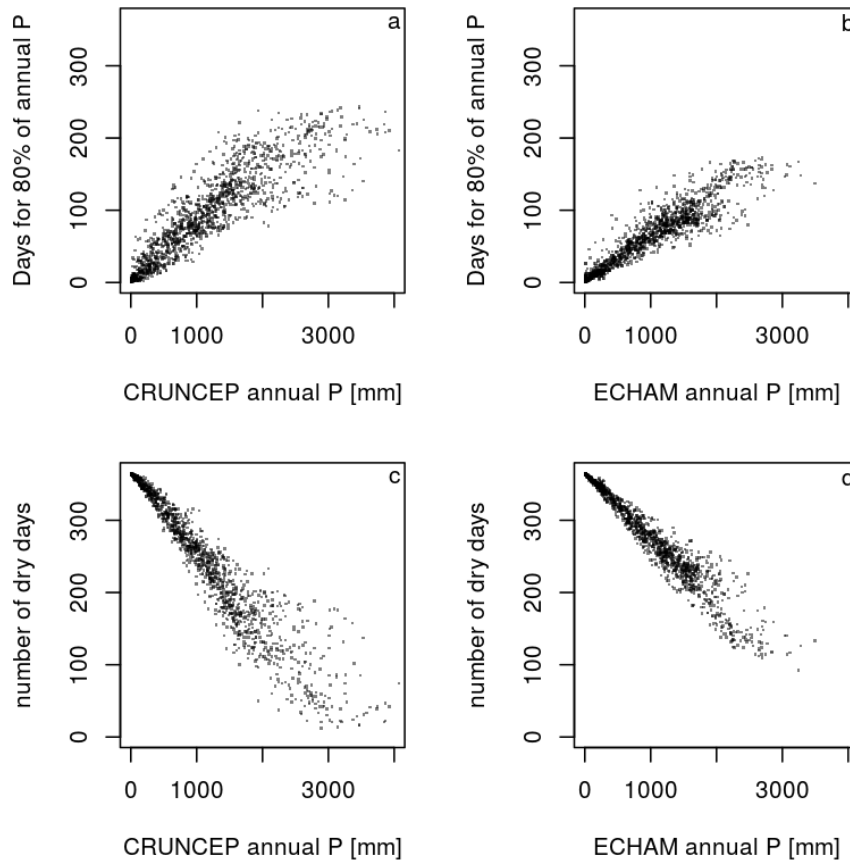 a
Days for 80% of annual P
0 100 200 300
0 1000 3000
CRUNCEP annual P [mm]
b
Days for 80% of annual P
0 100 200 300
0 1000 3000
ECHAM annual P [mm]
c
number of dry days
0 100 200 300
0 1000 3000
CRUNCEP annual P [mm]
d
number of dry days
0 100 200 300
0 1000 3000
ECHAM annual P [mm]